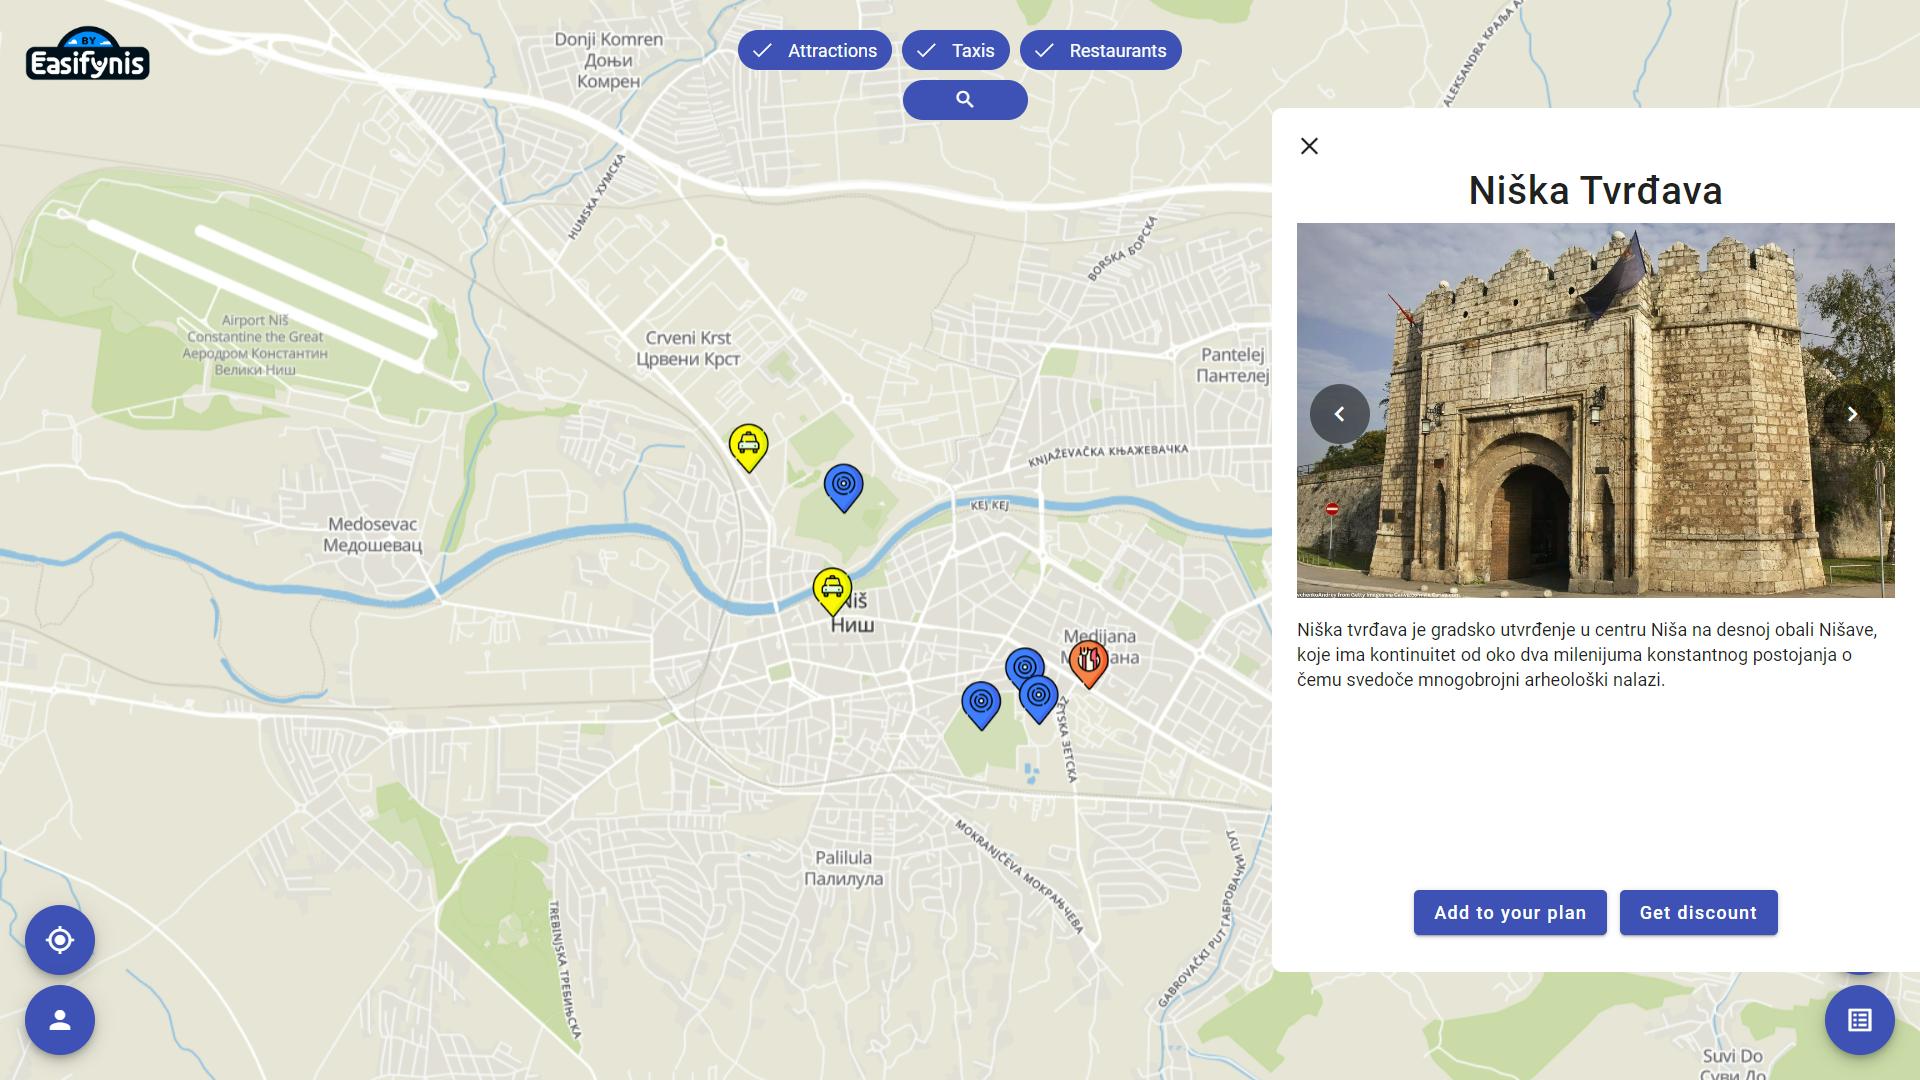 BY
Easifynis
Attractions
Taxis
Restaurants
Donji Komren
Доњи
Комрен
ALEKSANDRA КРАЉА А
HUMSKA ХУМСКА
BORSKA БОРСКА
Airport Niš
Constantine the Great
Аеродром Константин
Велики Ниш
Crveni Krst
Црвени Крст
Pantelej
Пантелеј
KNJAŽEVAČKA КЊАЖЕВАЧКА
KEJ КЕЈ
Medosevac
Медошевац
Niš
Ниш
Medijana
ZETSKA ЗЕТСКА
MOKRANJČEVA МОКРАЊЧЕВА
Palilula
Палилула
TREBINJSKA ТРЕБИЊСКА
GABROVAČKI PUT ГАБРОВАЧКИ ПУТ
Suvi Do
Суви До
Niška Tvrđava
Niška tvrđava je gradsko utvrđenje u centru Niša na desnoj obali Nišave,
koje ima kontinuitet od oko dva milenijuma konstantnog postojanja o
čemu svedoče mnogobrojni arheološki nalazi.
Add to your plan
Get discount